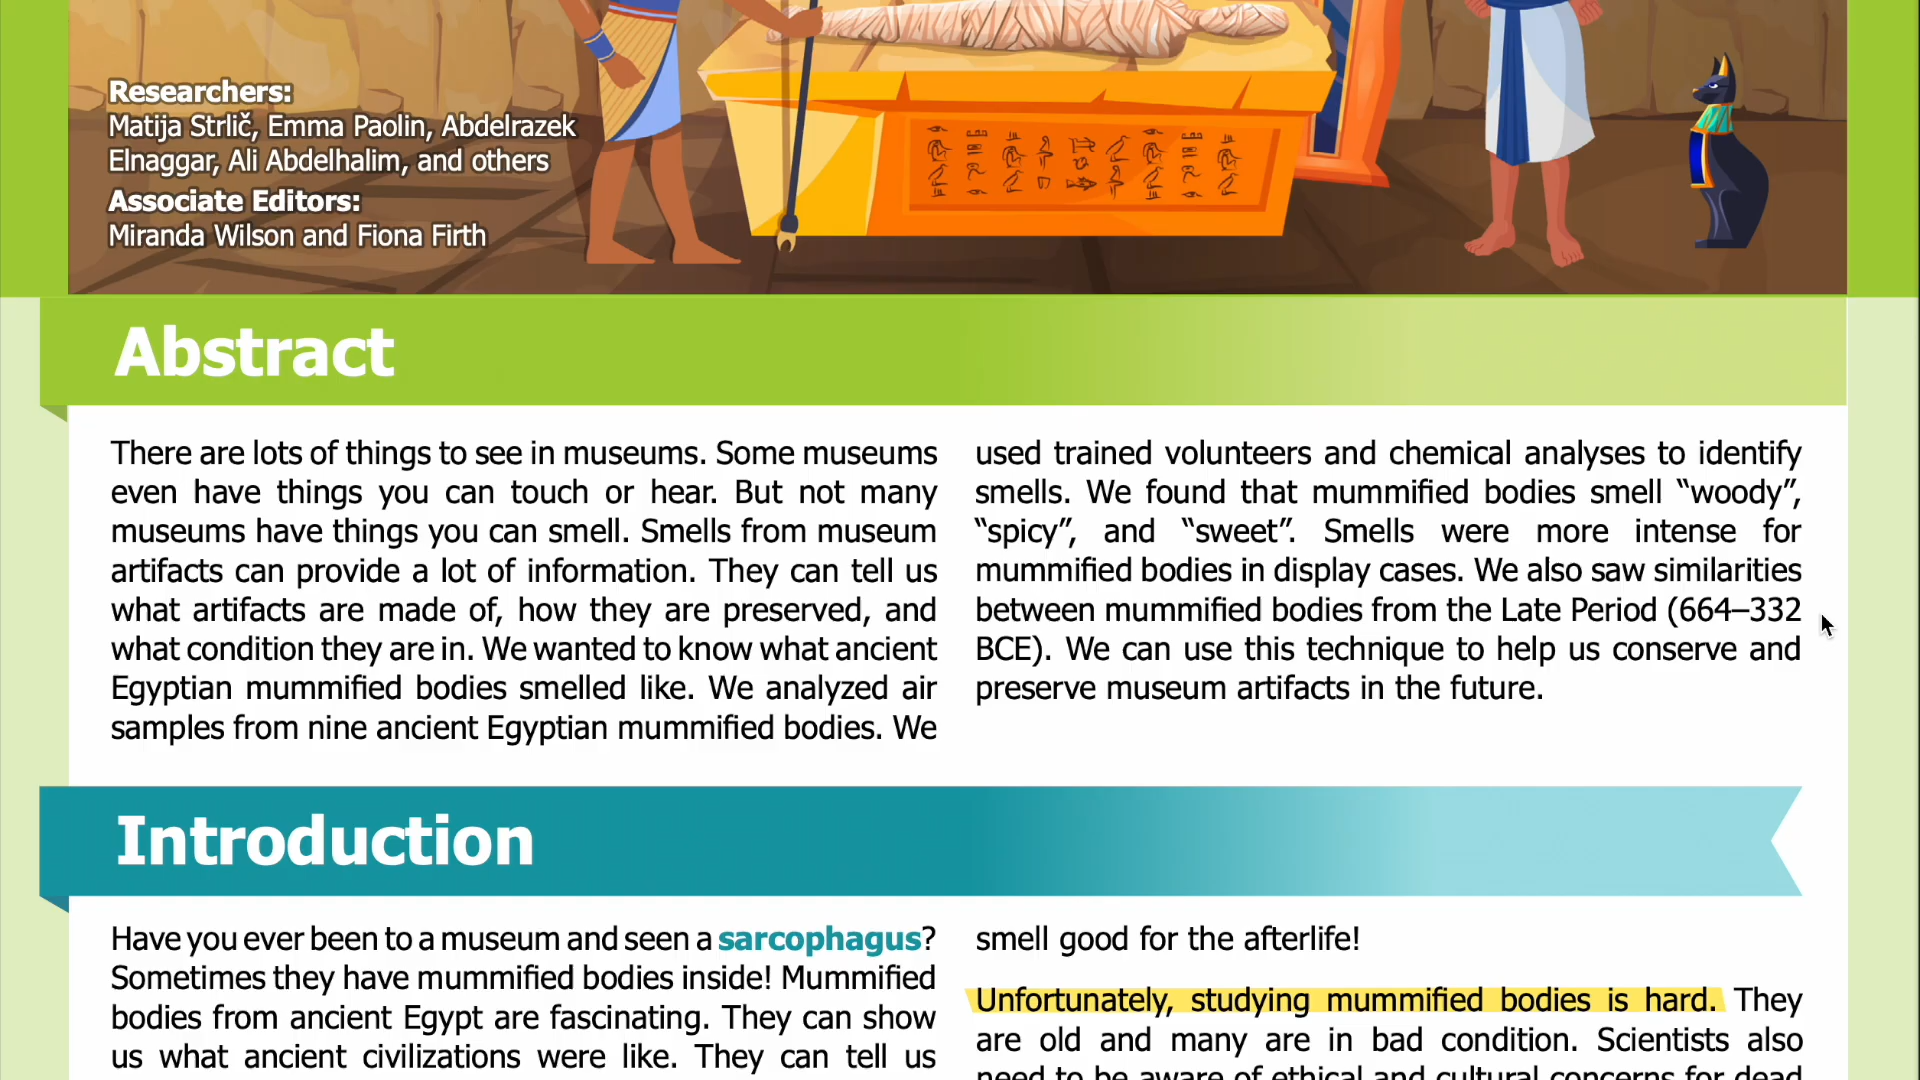 Researchers:
Matija Strlič, Emma Paolin, Abdelrazek
Elnaggar, Ali Abdelhalim, and others
Associate Editors:
Miranda Wilson and Fiona Firth
Abstract
There are lots of things to see in museums. Some museums
even have things you can touch or hear. But not many
museums have things you can smell. Smells from museum
artifacts can provide a lot of information. They can tell us
what artifacts are made of, how they are preserved, and
what condition they are in. We wanted to know what ancient
Egyptian mummified bodies smelled like. We analyzed air
samples from nine ancient Egyptian mummified bodies. We
used trained volunteers and chemical analyses to identify
smells. We found that mummified bodies smell “woody”,
“spicy”, and “sweet”. Smells were more intense for
mummified bodies in display cases. We also saw similarities
between mummified bodies from the Late Period (664–332
BCE). We can use this technique to help us conserve and
preserve museum artifacts in the future.
Introduction
Have you ever been to a museum and seen a sarcophagus?
Sometimes they have mummified bodies inside! Mummified
bodies from ancient Egypt are fascinating. They can show
us what ancient civilizations were like. They can tell us
smell good for the afterlife!
Unfortunately, studying mummified bodies is hard. They
are old and many are in bad condition. Scientists also
need to be aware of ethical and cultural concerns for dead